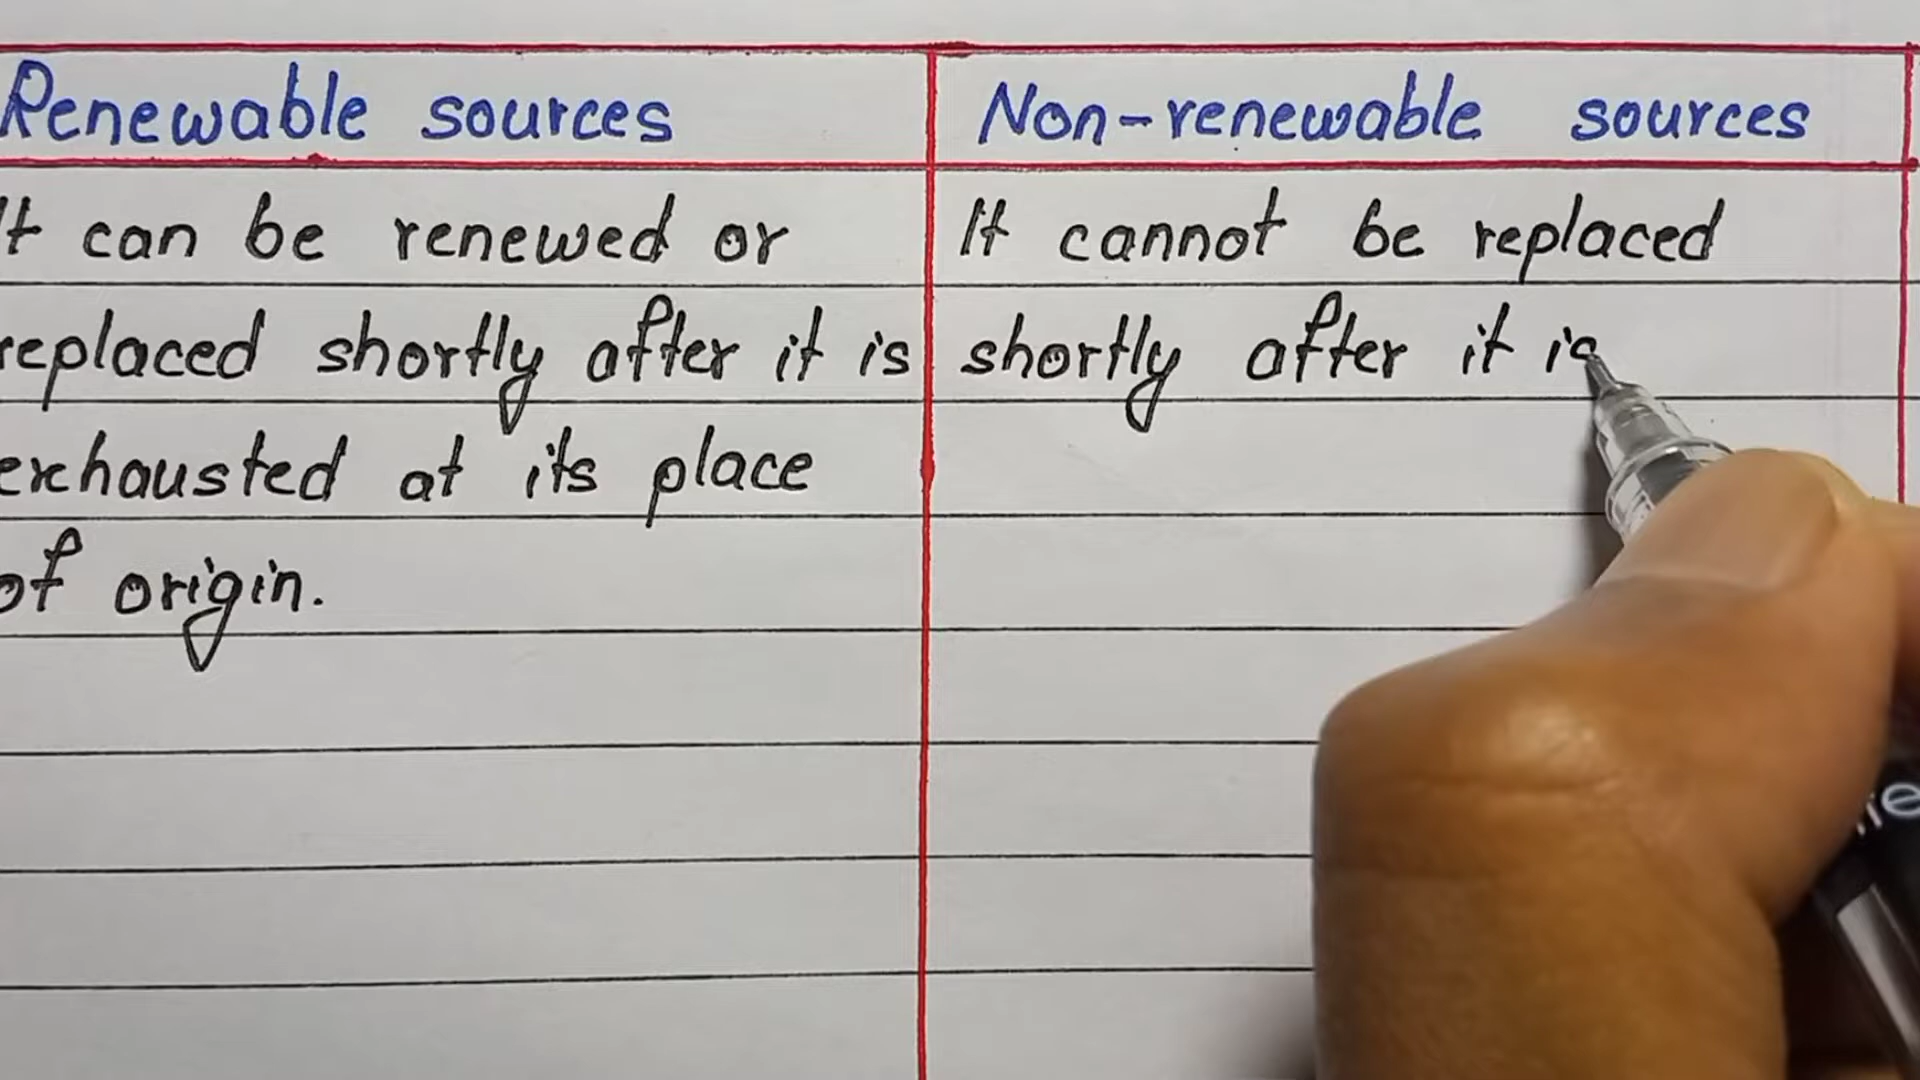 Renewable sources
Non-renewable sources
It can be renewed or
replaced shortly after it is
exhausted at its place
of origin.
It cannot be replaced
shortly after it is